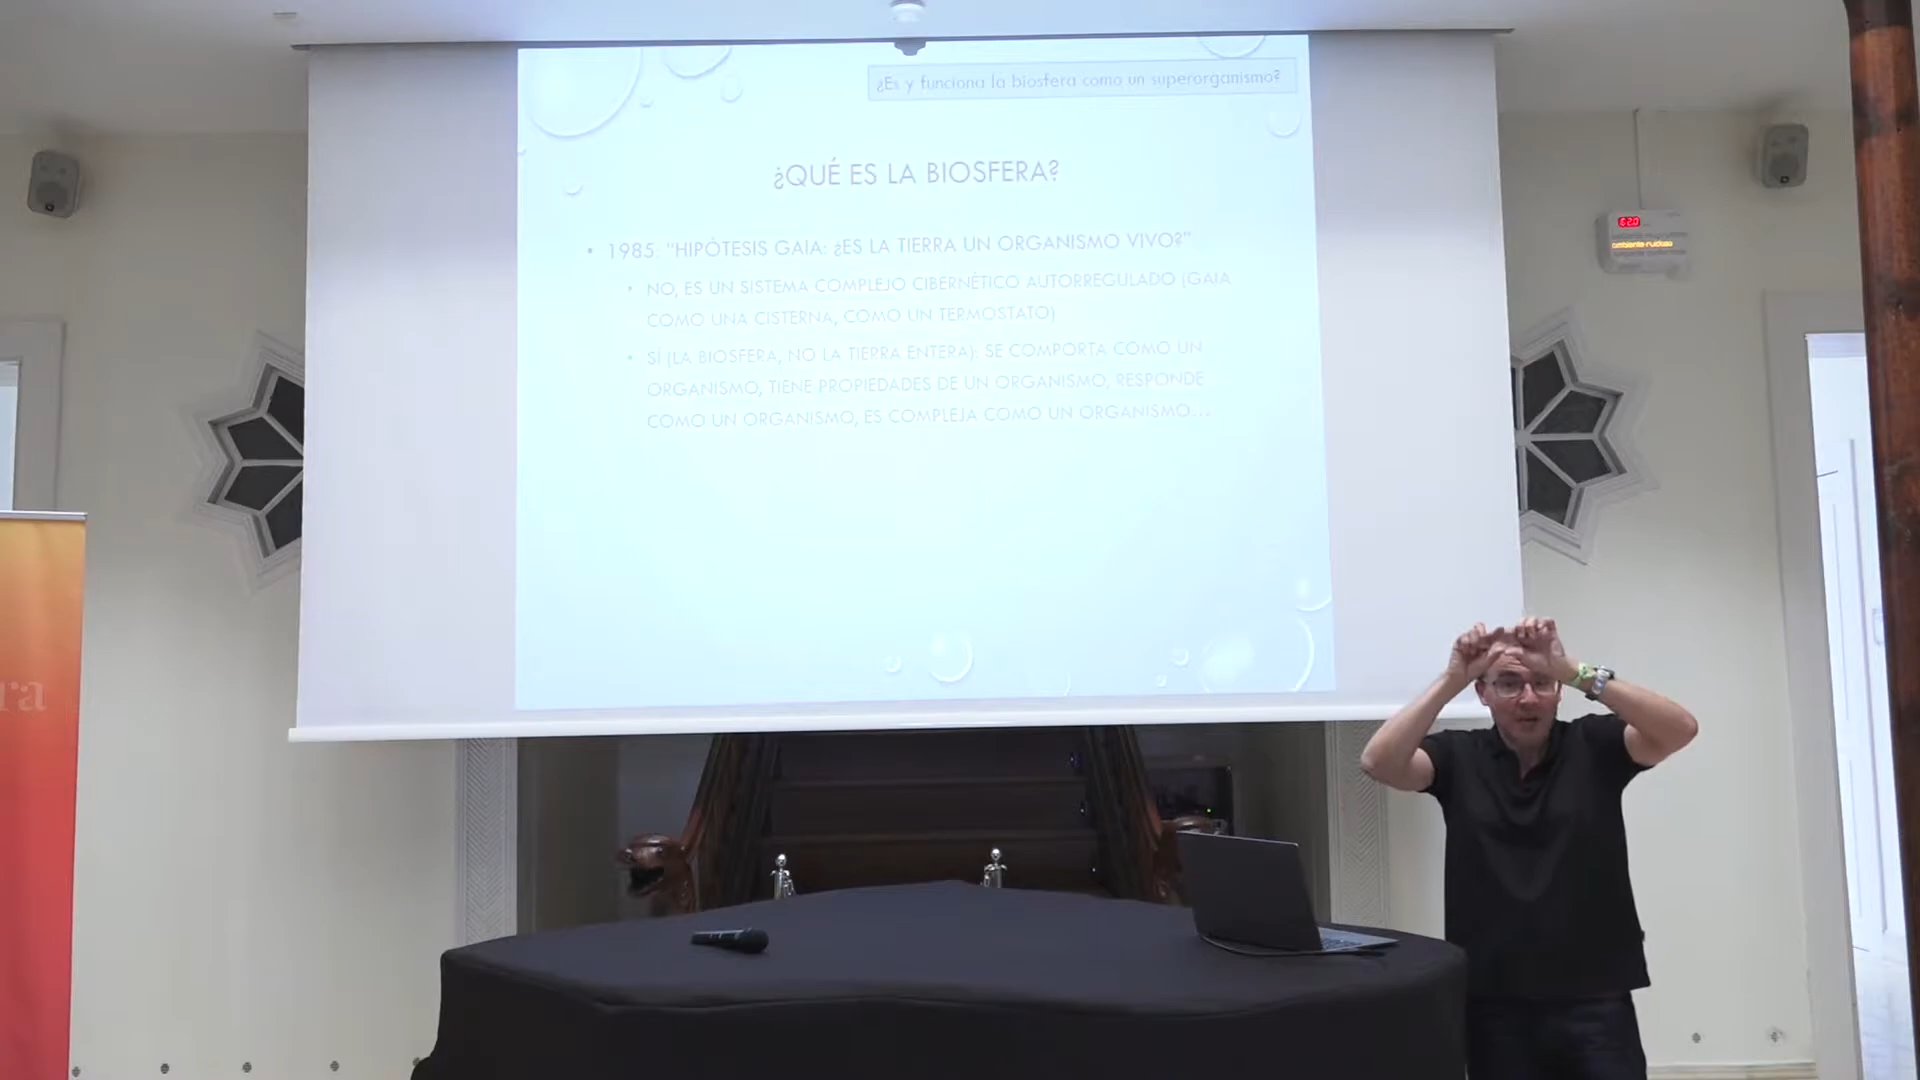 ¿Es y funciona la biosfera como un superorganismo?
¿QUÉ ES LA BIOSFERA?
• 1985: "HIPÓTESIS GAIA: ¿ES LA TIERRA UN ORGANISMO VIVO?"
• NO, ES UN SISTEMA COMPLEJO CIBERNÉTICO AUTORREGULADO (GAIA
COMO UNA CISTERNA, COMO UN TERMOSTATO)
• SÍ (LA BIOSFERA, NO LA TIERRA ENTERA): SE COMPORTA COMO UN
ORGANISMO, TIENE PROPIEDADES DE UN ORGANISMO, RESPONDE
COMO UN ORGANISMO, ES COMPLEJA COMO UN ORGANISMO...
ambiente ruidoso
ra